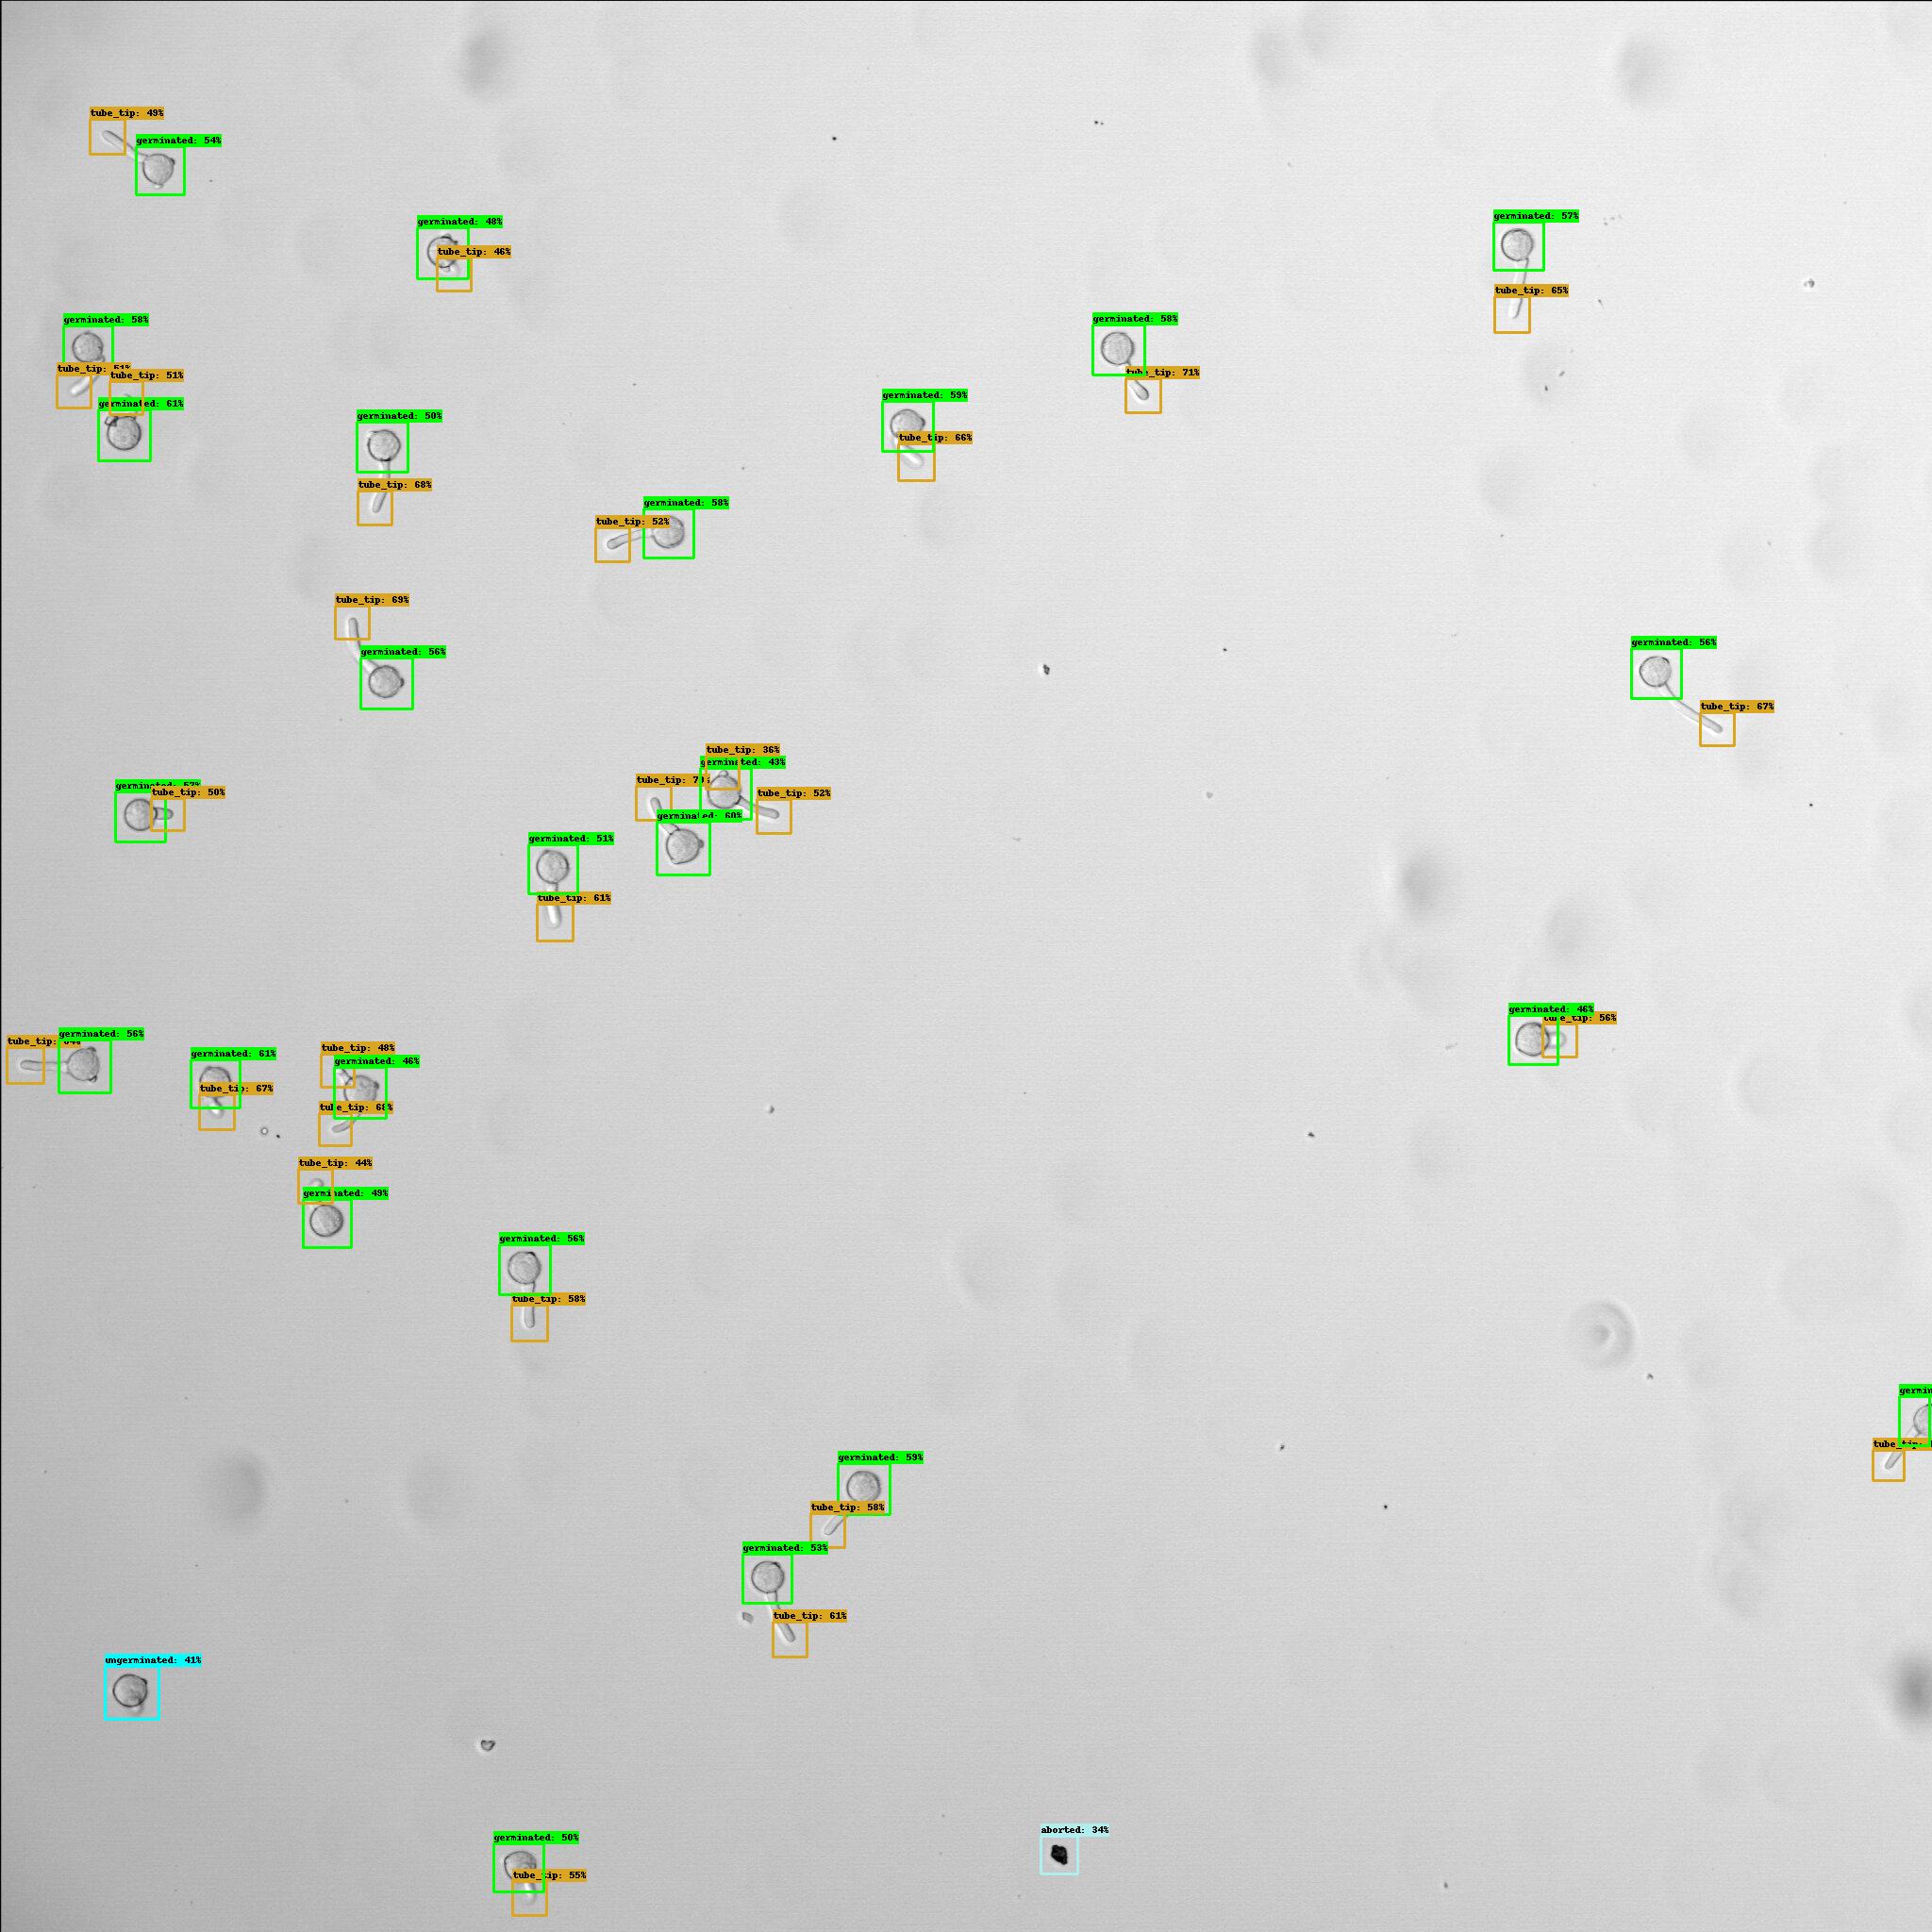 tube_tip: 49%
germinated: 54%
germinated: 48%
tube_tip: 46%
germinated: 57%
tube_tip: 65%
germinated: 58%
tube_tip: 51%
germinated: 61%
germinated: 58%
tube_tip: 71%
germinated: 59%
tube_tip: 66%
germinated: 50%
tube_tip: 68%
germinated: 58%
tube_tip: 52%
tube_tip: 69%
germinated: 56%
germinated: 56%
tube_tip: 67%
tube_tip: 36%
germinated: 43%
tube_tip: 52%
germinated: 60%
tube_tip: 50%
germinated: 51%
tube_tip: 61%
germinated: 46%
tube_tip: 56%
germinated: 56%
germinated: 61%
tube_tip: 67%
tube_tip: 48%
germinated: 46%
tube_tip: 68%
tube_tip: 44%
germinated: 49%
germinated: 56%
tube_tip: 58%
germinated: 59%
tube_tip: 58%
germinated: 53%
tube_tip: 61%
ungerminated: 41%
aborted: 34%
germinated: 50%
tube_tip: 55%